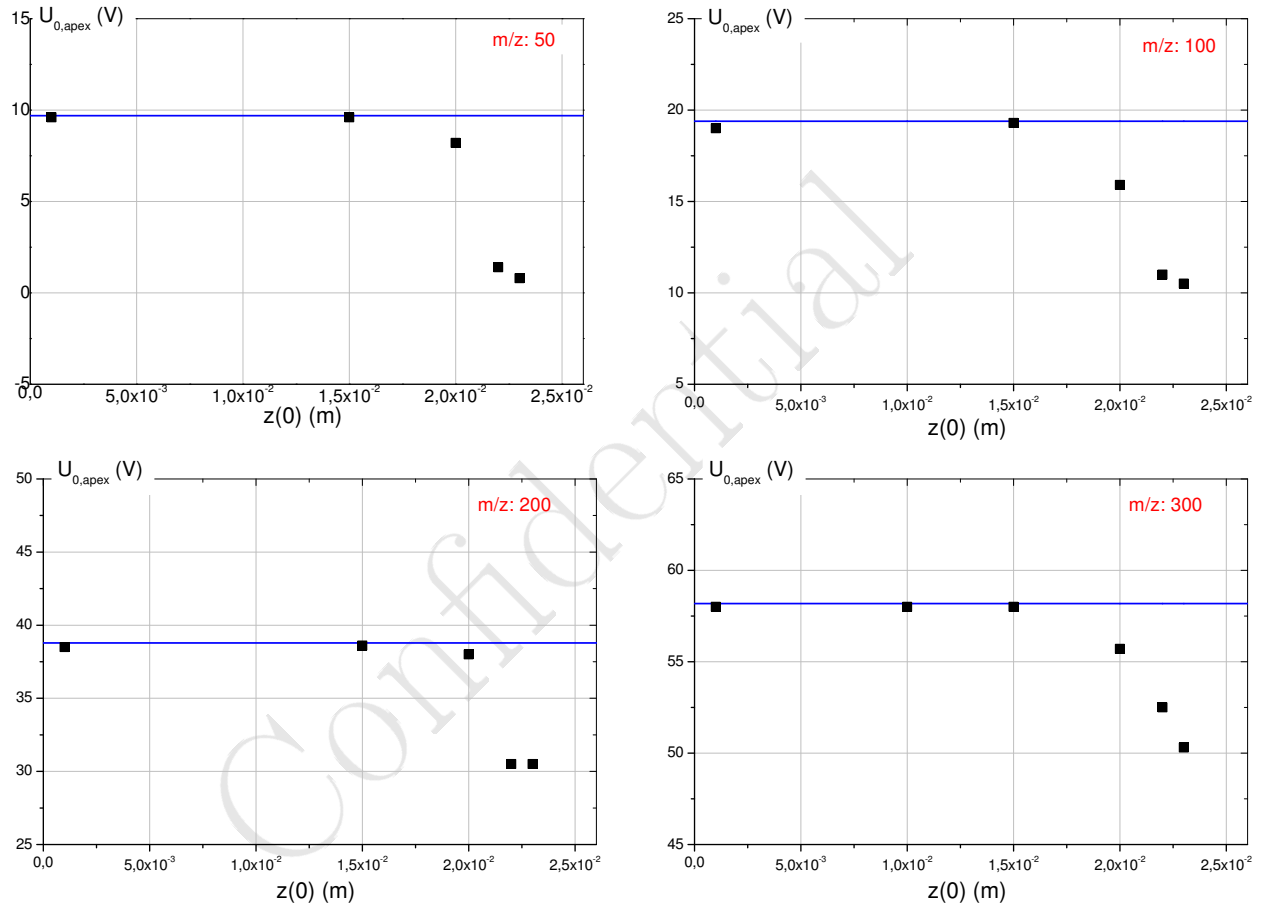 U0,apex (V)
m/z: 50
15
10
5
0
-5
0,0
5,0x10-3
1,0x10-2
1,5x10-2
2,0x10-2
2,5x10-2
z(0) (m)
U0,apex (V)
m/z: 100
25
20
15
10
5
0,0
5,0x10-3
1,0x10-2
1,5x10-2
2,0x10-2
2,5x10-2
z(0) (m)
U0,apex (V)
m/z: 200
50
45
40
35
30
25
0,0
5,0x10-3
1,0x10-2
1,5x10-2
2,0x10-2
2,5x10-2
z(0) (m)
U0,apex (V)
m/z: 300
65
60
55
50
45
0,0
5,0x10-3
1,0x10-2
1,5x10-2
2,0x10-2
2,5x10-2
z(0) (m)
Confidential